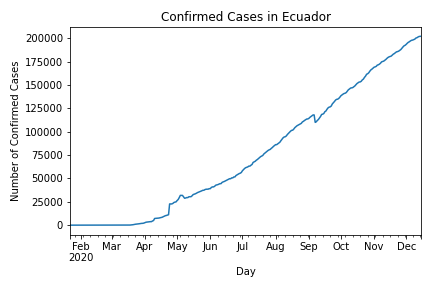 Confirmed Cases in Ecuador
200000
175000
150000
125000
100000
75000
50000
25000
0
Number of Confirmed Cases
Feb Mar Apr May Jun Jul Aug Sep Oct Nov Dec
2020
Day